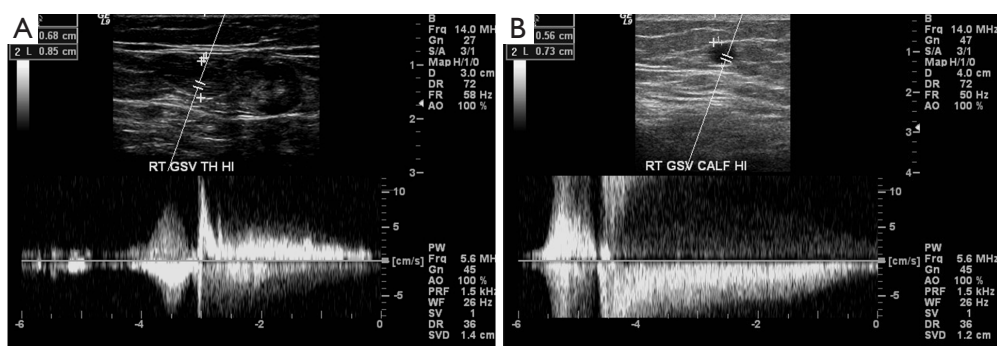 A
0.68 cm
2 L 0.85 cm
B
Frq 14.0 MHz
Gn 27
S/A 3/1
Map H/1/0
D 3.0 cm
DR 72
FR 58 Hz
AO 100 %
1
2
3
RT GSV TH HI
10
5
[cm/s]
-5
PW
Frq 5.6 MHz
Gn 45
AO 100 %
PRF 1.5 kHz
WF 26 Hz
SV 1
DR 36
SVD 1.4 cm
-6 -4 -2 0
B
0.56 cm
2 L 0.73 cm
B
Frq 14.0 MHz
Gn 47
S/A 3/1
Map H/1/0
D 4.0 cm
DR 72
FR 50 Hz
AO 100 %
1
2
3
4
RT GSV CALF HI
10
5
[cm/s]
-5
PW
Frq 5.6 MHz
Gn 45
AO 100 %
PRF 1.5 kHz
WF 26 Hz
SV 1
DR 36
SVD 1.2 cm
-6 -4 -2 0